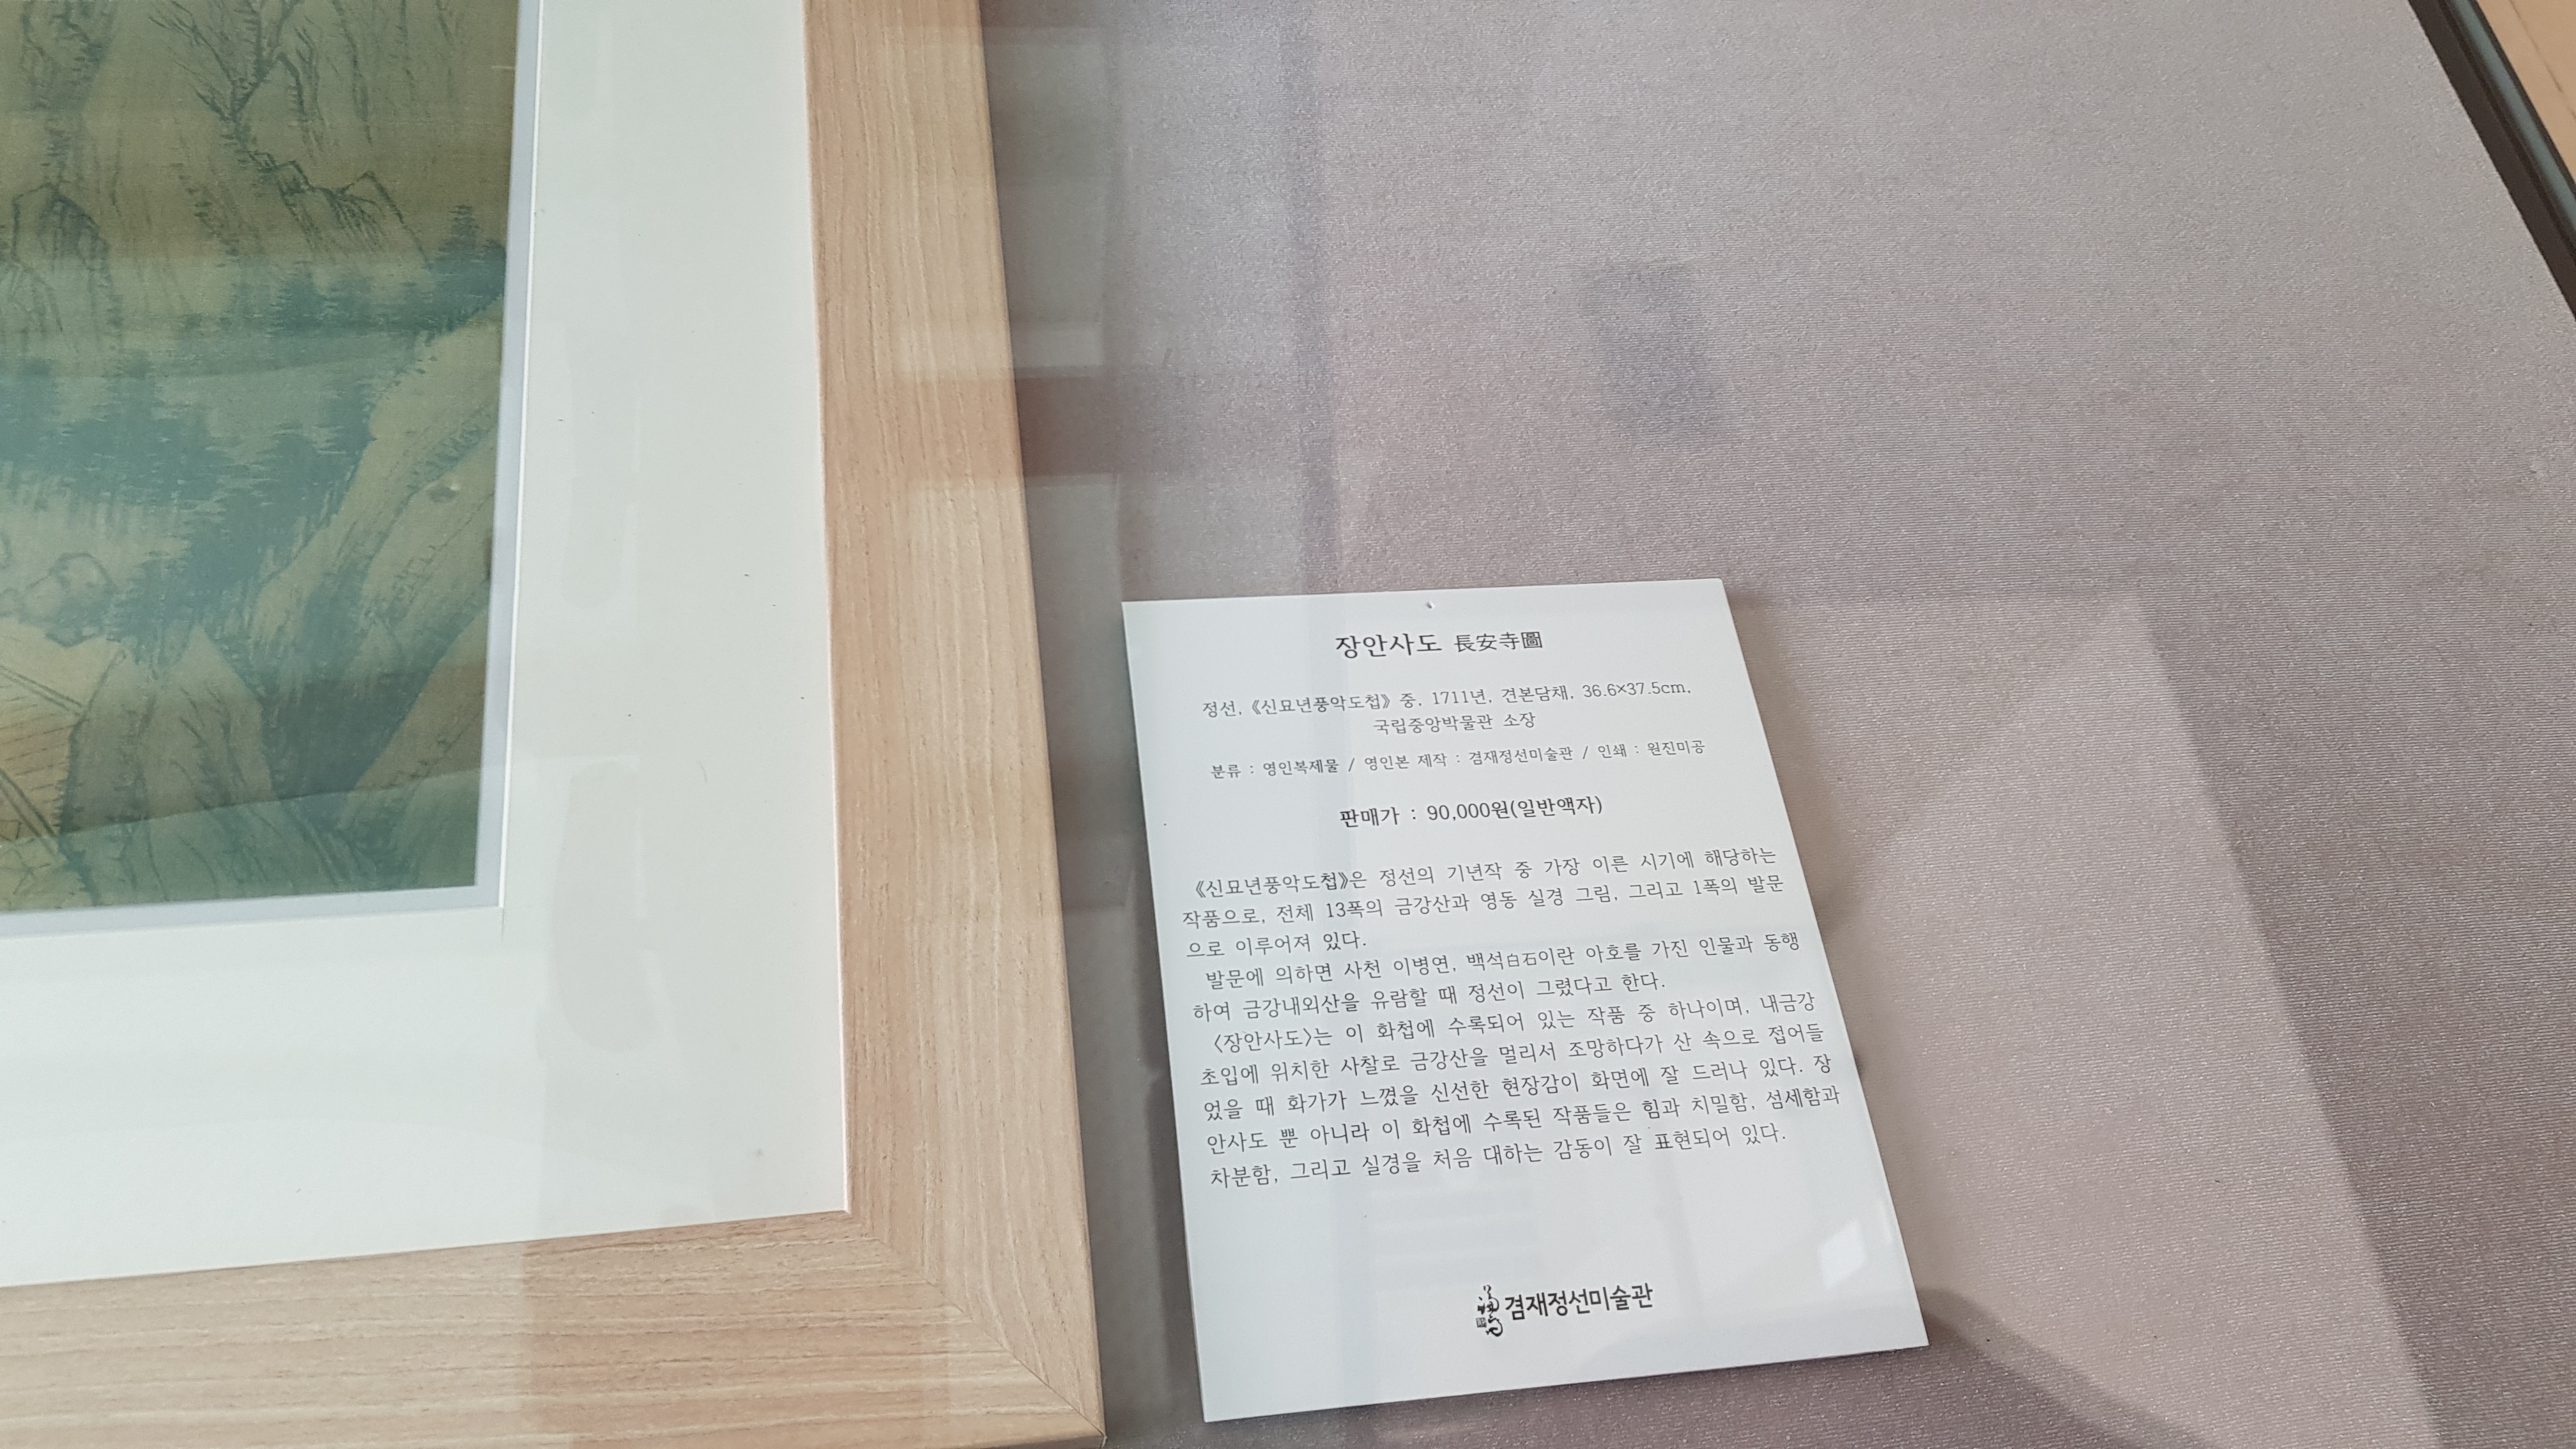 장안사도 長安寺圖
정선, 《신묘년풍악도첩》 중, 1711년, 견본담채, 36.6×37.5cm,
국립중앙박물관 소장
분류 : 영인복제물 / 영인본 제작 : 겸재정선미술관 / 인쇄 : 원진미공
판매가 : 90,000원(일반액자)
《신묘년풍악도첩》은 정선의 기년작 중 가장 이른 시기에 해당하는
작품으로, 전체 13폭의 금강산과 영동 실경 그림, 그리고 1폭의 발문
으로 이루어져 있다.
발문에 의하면 사천 이병연, 백석白石이란 아호를 가진 인물과 동행
하여 금강내외산을 유람할 때 정선이 그렸다고 한다.
〈장안사도〉는 이 화첩에 수록되어 있는 작품 중 하나이며, 내금강
초입에 위치한 사찰로 금강산을 멀리서 조망하다가 산 속으로 접어들
었을 때 화가가 느꼈을 신선한 현장감이 화면에 잘 드러나 있다. 장
안사도 뿐 아니라 이 화첩에 수록된 작품들은 힘과 치밀함, 섬세함과
차분함, 그리고 실경을 처음 대하는 감동이 잘 표현되어 있다.
겸재정선미술관